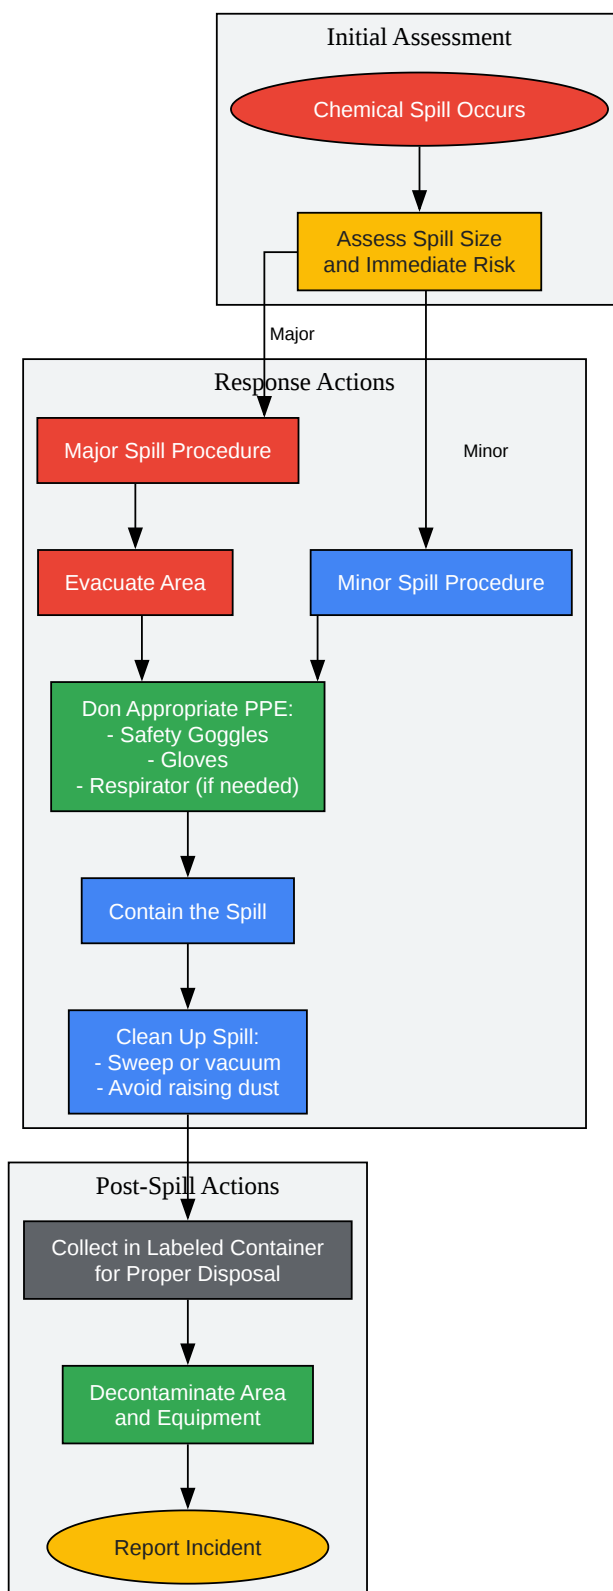 Initial Assessment
Chemical Spill Occurs
Assess Spill Size
and Immediate Risk
Major
Response Actions
Major Spill Procedure
Minor
Evacuate Area
Minor Spill Procedure
Don Appropriate PPE:
- Safety Goggles
- Gloves
- Respirator (if needed)
Contain the Spill
Clean Up Spill:
- Sweep or vacuum
- Avoid raising dust
Post-Spill Actions
Collect in Labeled Container
for Proper Disposal
Decontaminate Area
and Equipment
Report Incident